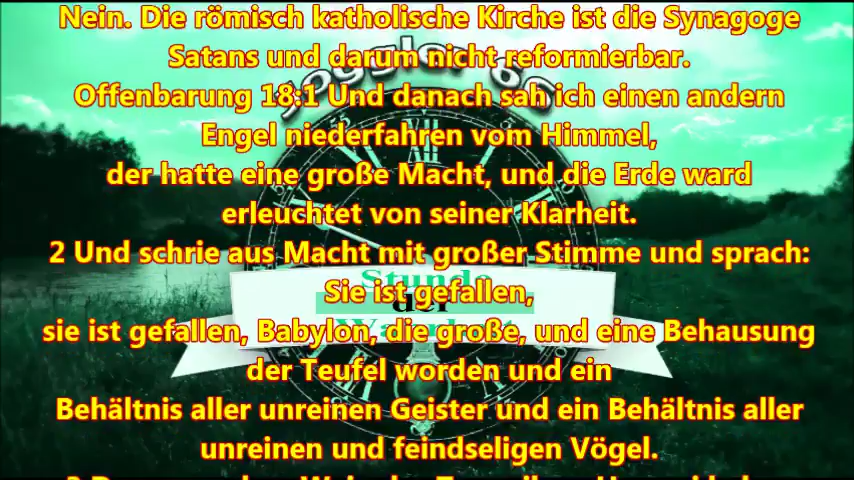 Nein. Die römisch katholische Kirche ist die Synagoge
Satans und darum nicht reformierbar.
Offenbarung 18:1 Und danach sah ich einen andern
Engel niederfahren vom Himmel,
der hatte eine große Macht, und die Erde ward
erleuchtet von seiner Klarheit.
2 Und schrie aus Macht mit großer Stimme und sprach:
Sie ist gefallen,
sie ist gefallen, Babylon, die große, und eine Behausung
der Teufel worden und ein
Behältnis aller unreinen Geister und ein Behältnis aller
unreinen und feindseligen Vögel.
Stunde
der